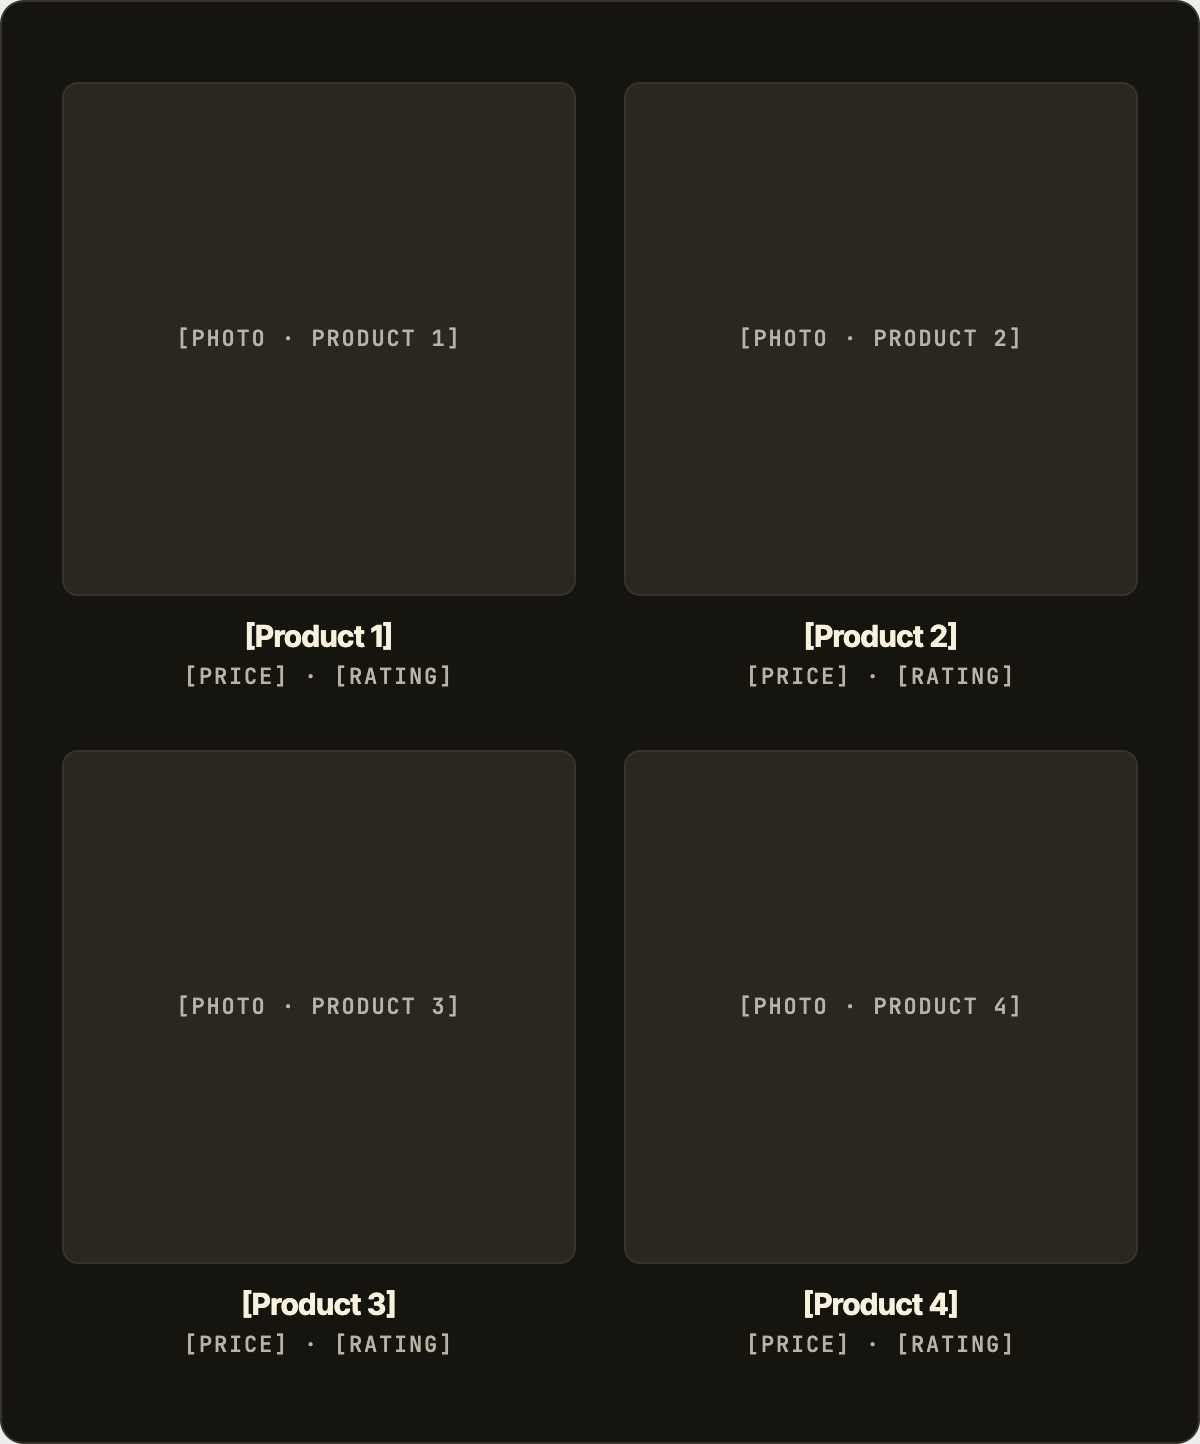 [PHOTO · PRODUCT 1]
[PHOTO · PRODUCT 2]
[Product 1]
[PRICE] · [RATING]
[Product 2]
[PRICE] · [RATING]
[PHOTO · PRODUCT 3]
[PHOTO · PRODUCT 4]
[Product 3]
[PRICE] · [RATING]
[Product 4]
[PRICE] · [RATING]